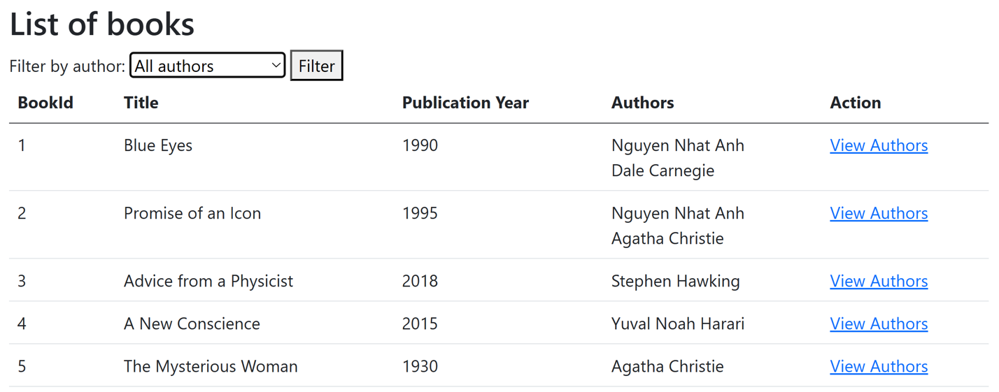 List of books
Filter by author: All authors Filter
BookId Title Publication Year Authors Action
1 Blue Eyes 1990 Nguyen Nhat Anh View Authors
Dale Carnegie
2 Promise of an Icon 1995 Nguyen Nhat Anh View Authors
Agatha Christie
3 Advice from a Physicist 2018 Stephen Hawking View Authors
4 A New Conscience 2015 Yuval Noah Harari View Authors
5 The Mysterious Woman 1930 Agatha Christie View Authors